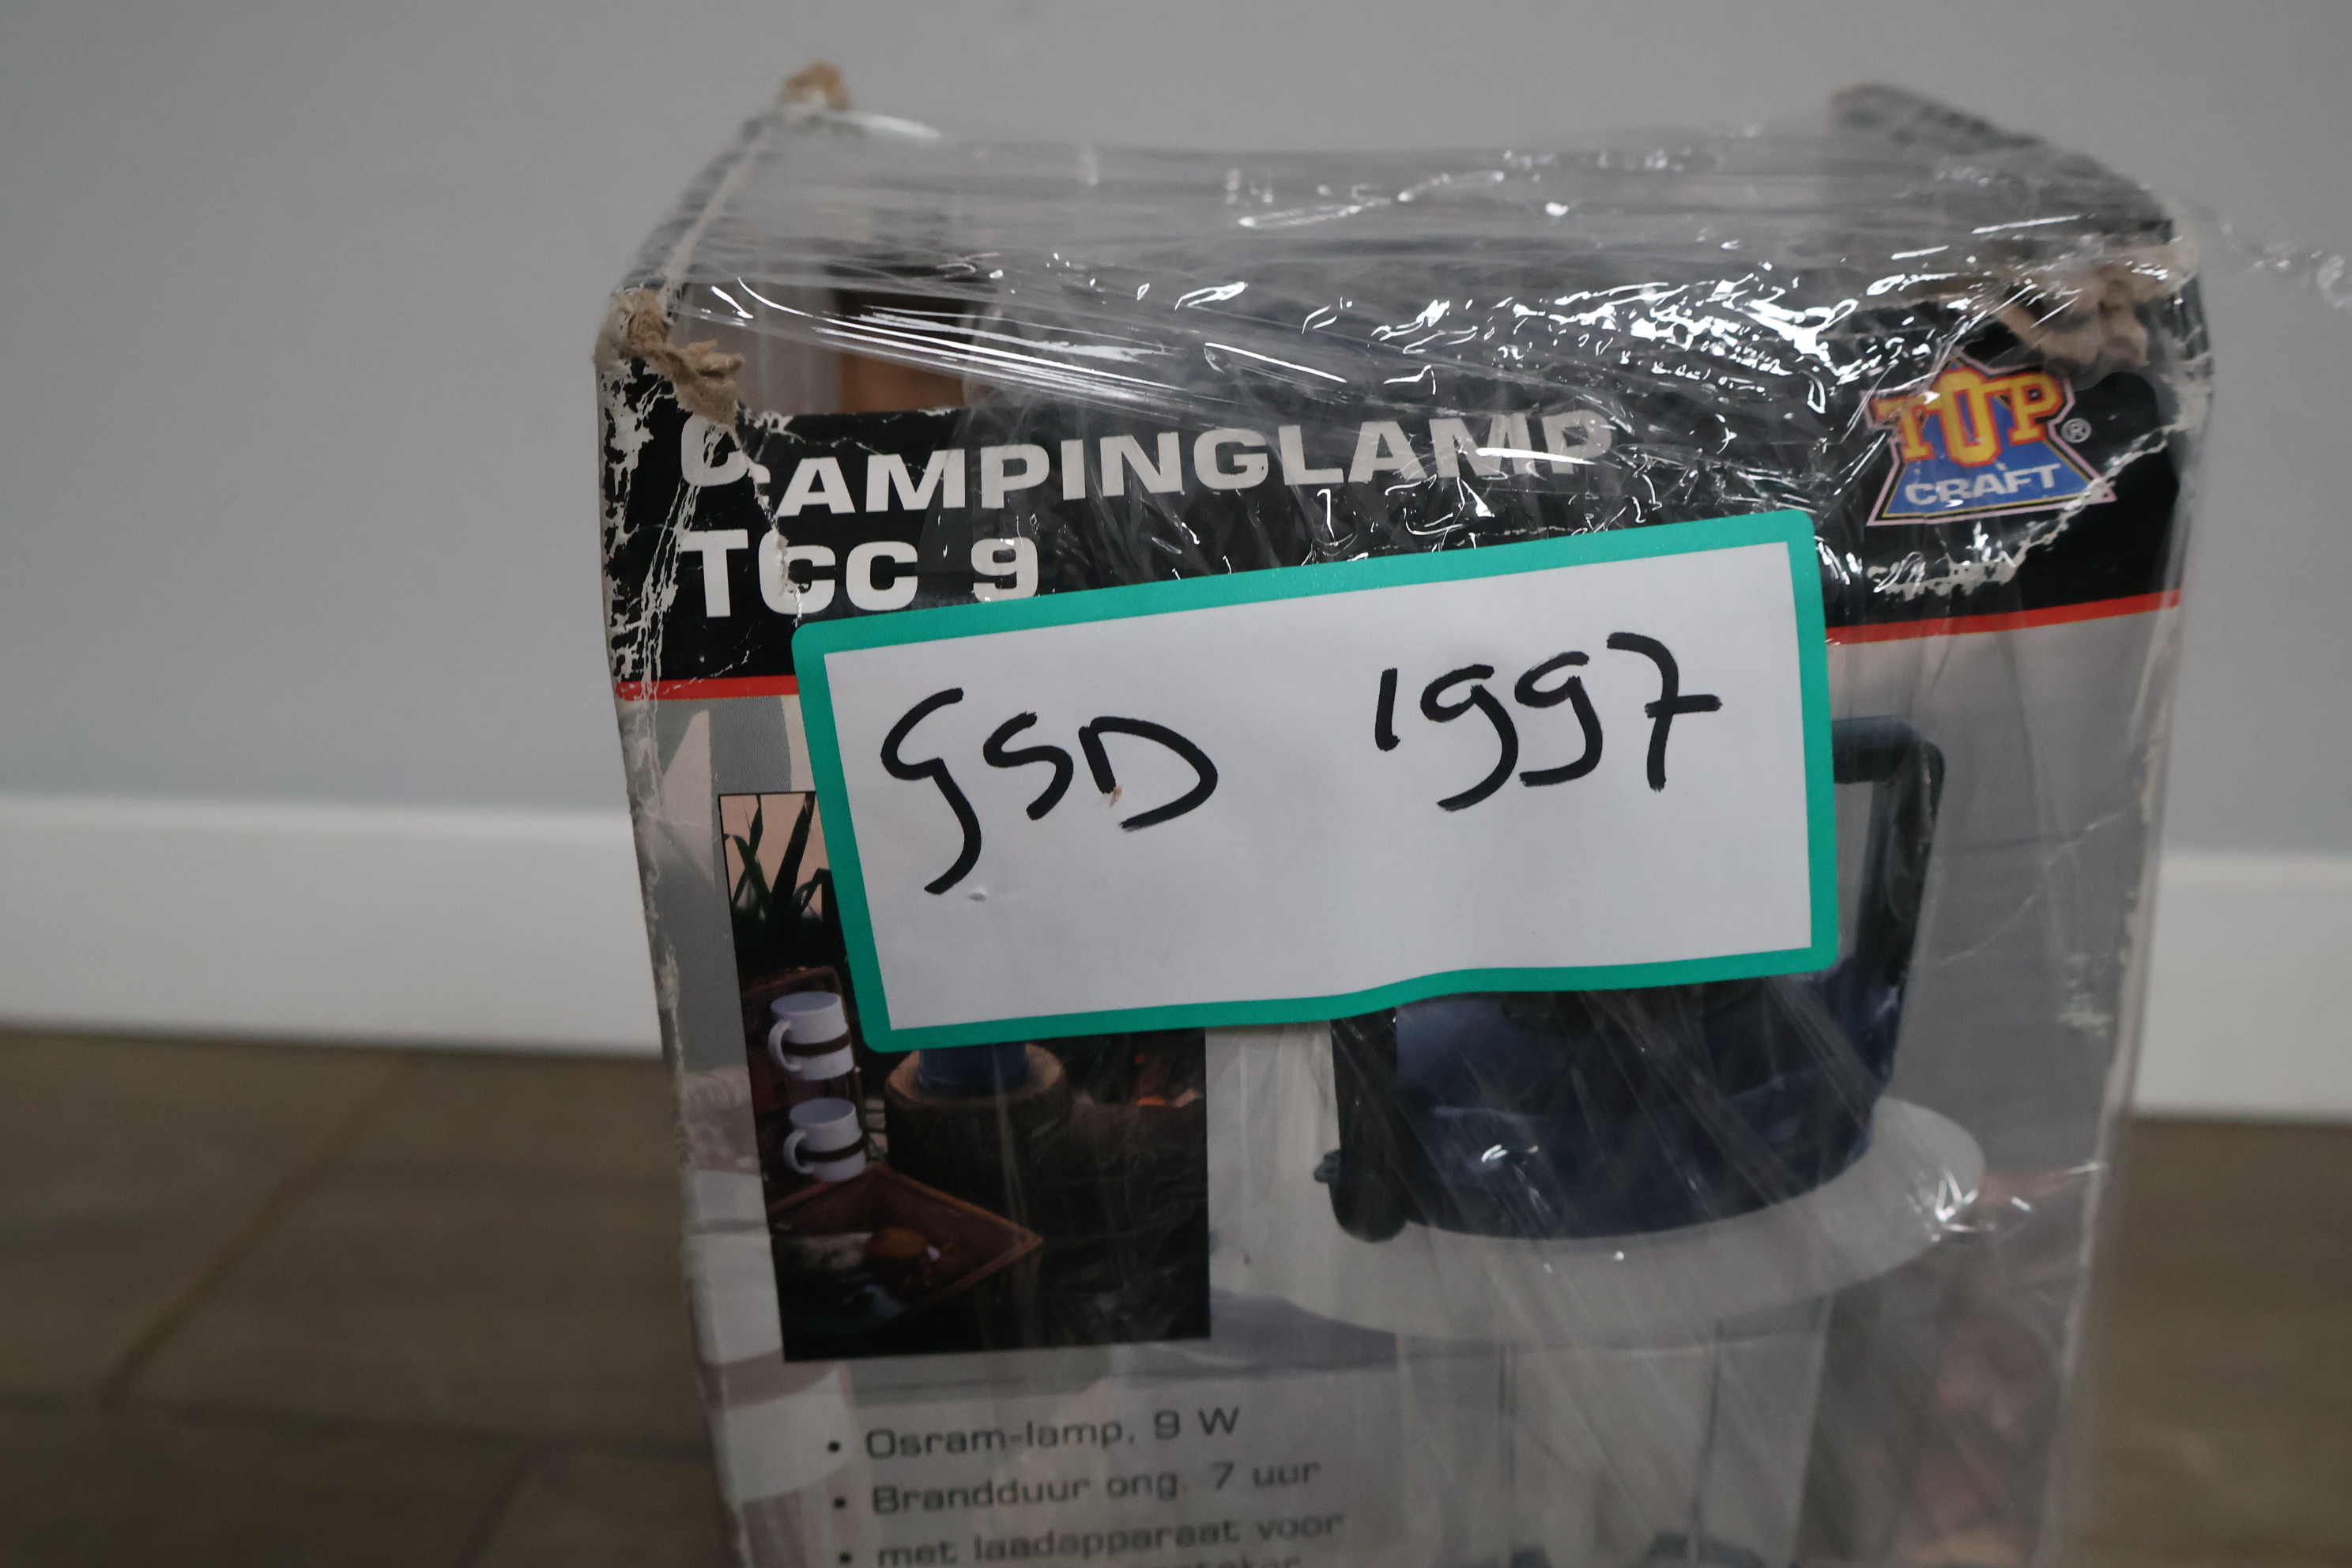 CAMPINGLAMP
TCC 9
TOP®
CRAFT
GSD 1997
• Osram-lamp, 9 W
• Brandduur ong. 7 uur
• met laadapparaat voor